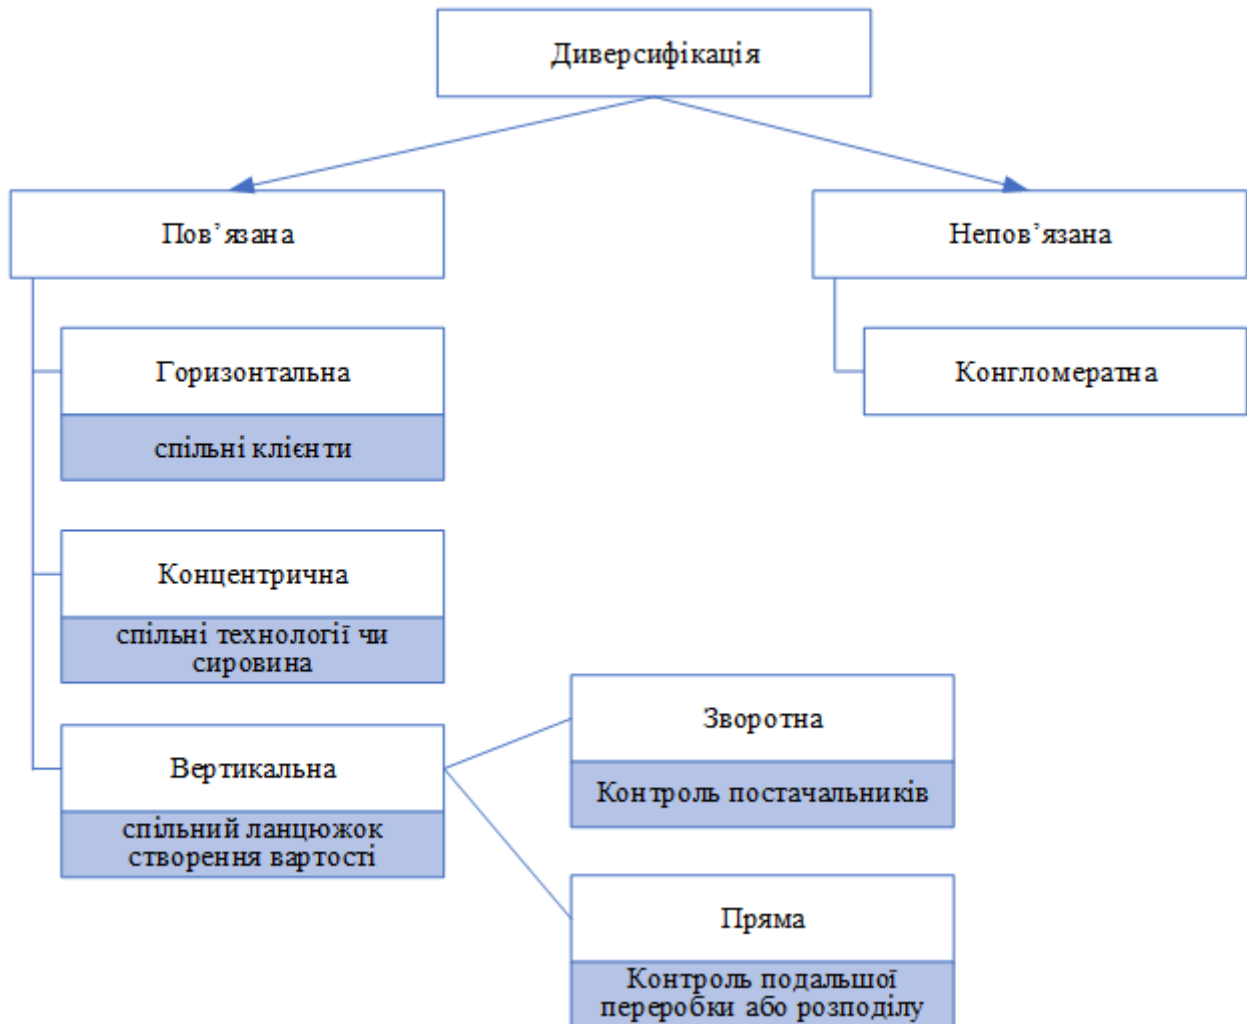 Диверсифікація
Пов’язана
Непов’язана
Горизонтальна
спільні клієнти
Конгломератна
Концентрична
спільні технології чи
сировина
Вертикальна
спільний ланцюжок
створення вартості
Зворотна
Контроль постачальників
Пряма
Контроль подальшої
переробки або розподілу